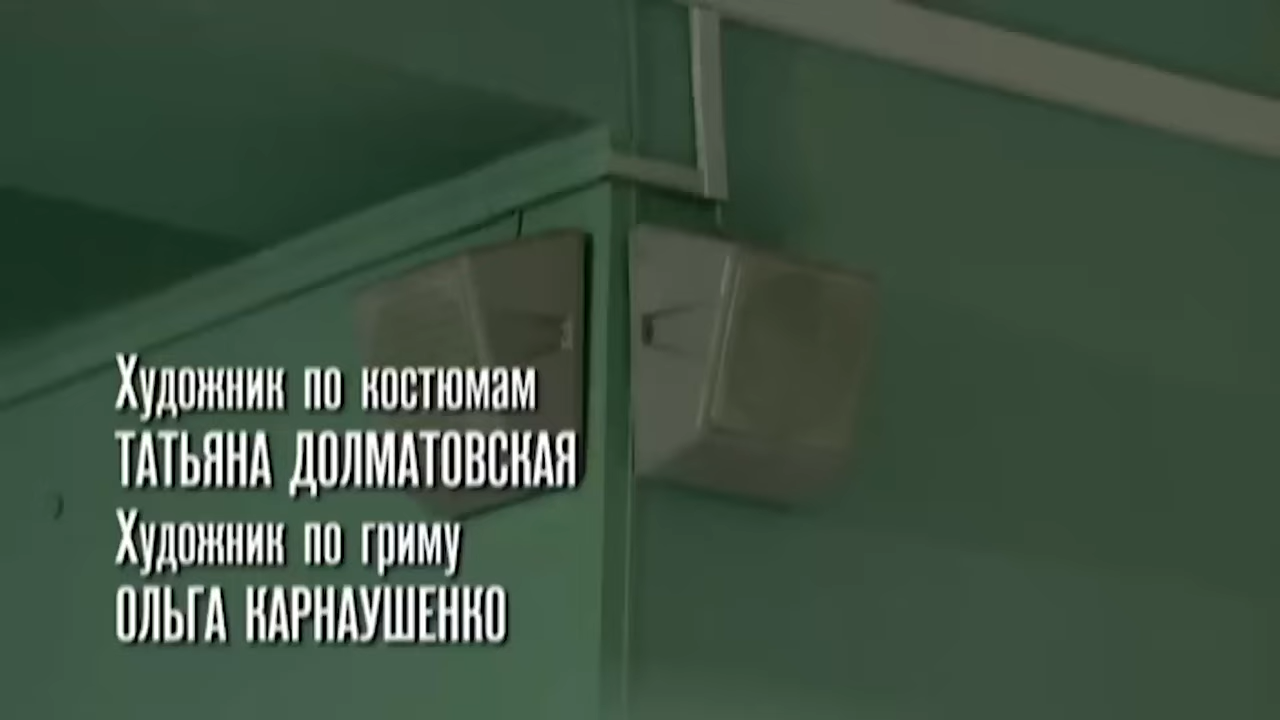 Художник по костюмам
ТАТЬЯНА ДОЛМАТОВСКАЯ
Художник по гриму
ОЛЬГА КАРНАУШЕНКО